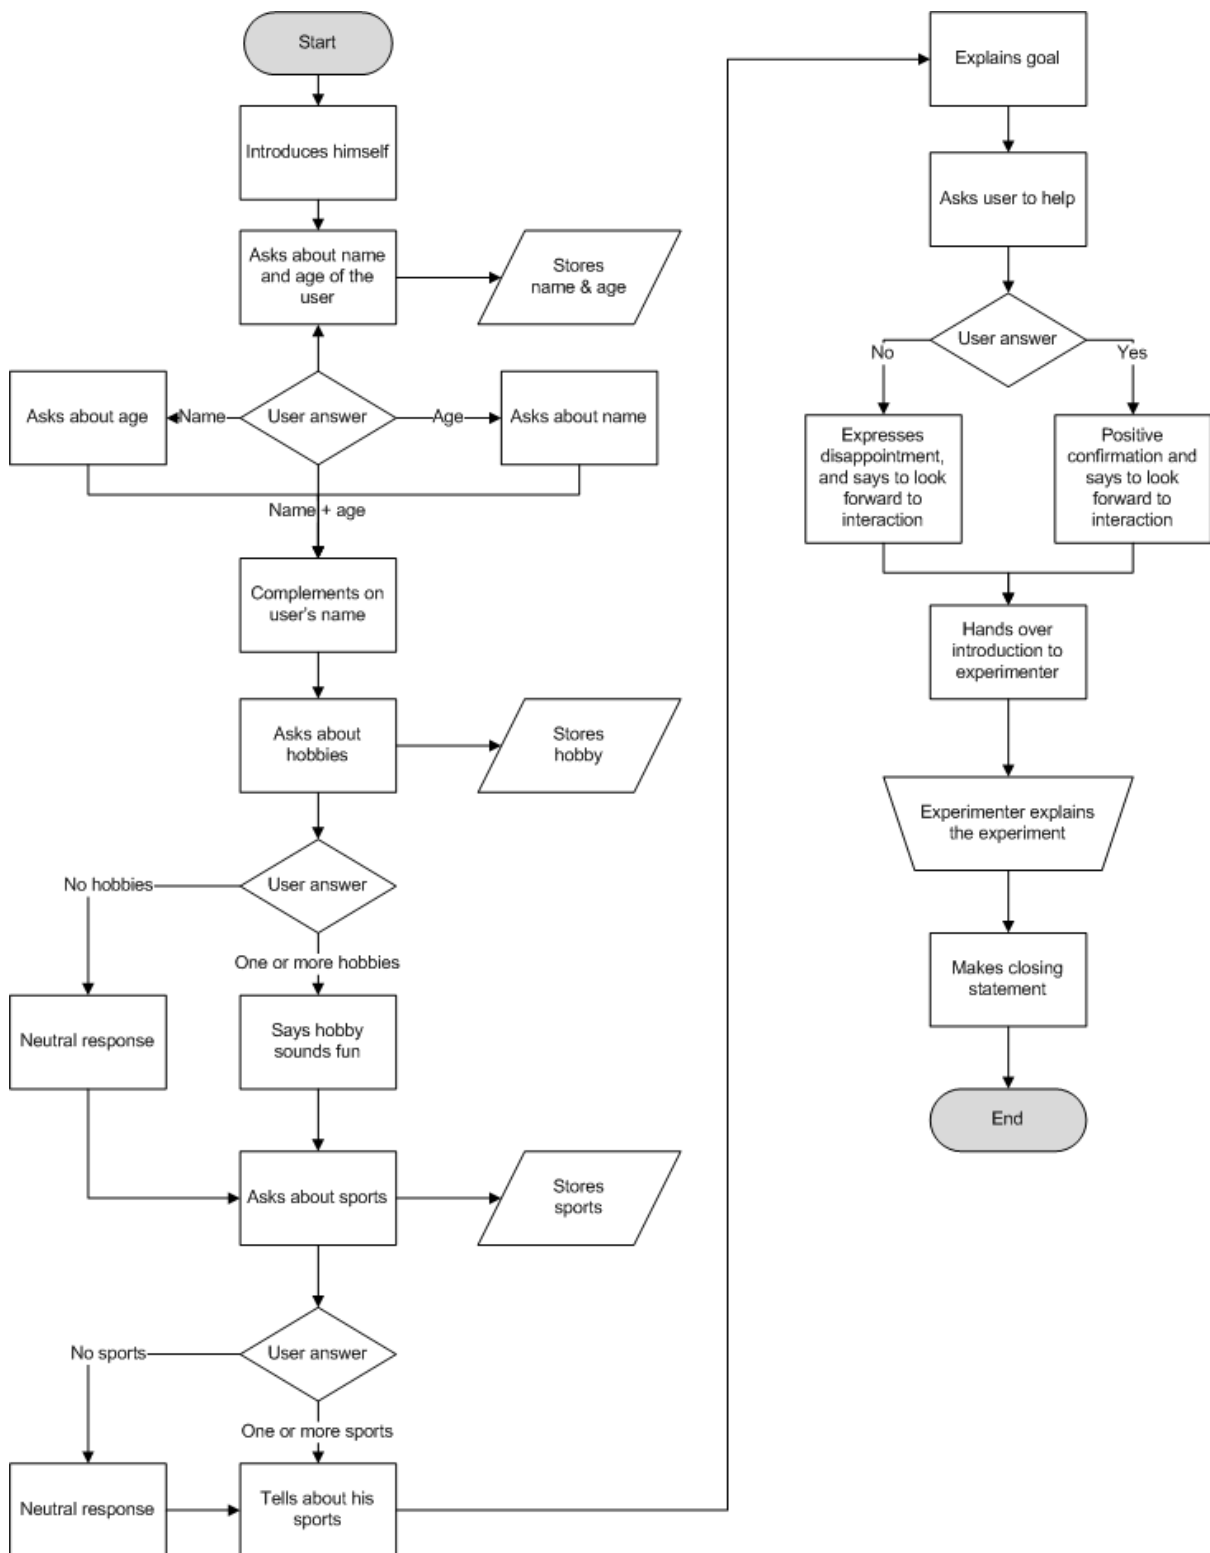 Start
Introduces himself
Asks about name
and age of the
user
Stores
name & age
Asks about age
Name
User answer
Age
Asks about name
Name + age
Complements on
user's name
Asks about
hobbies
Stores
hobby
User answer
No hobbies
One or more hobbies
Neutral response
Says hobby
sounds fun
Asks about sports
Stores
sports
User answer
No sports
One or more sports
Neutral response
Tells about his
sports
Explains goal
Asks user to help
User answer
No
Yes
Expresses
disappointment,
and says to look
forward to
interaction
Positive
confirmation and
says to look
forward to
interaction
Hands over
introduction to
experimenter
Experimenter explains
the experiment
Makes closing
statement
End